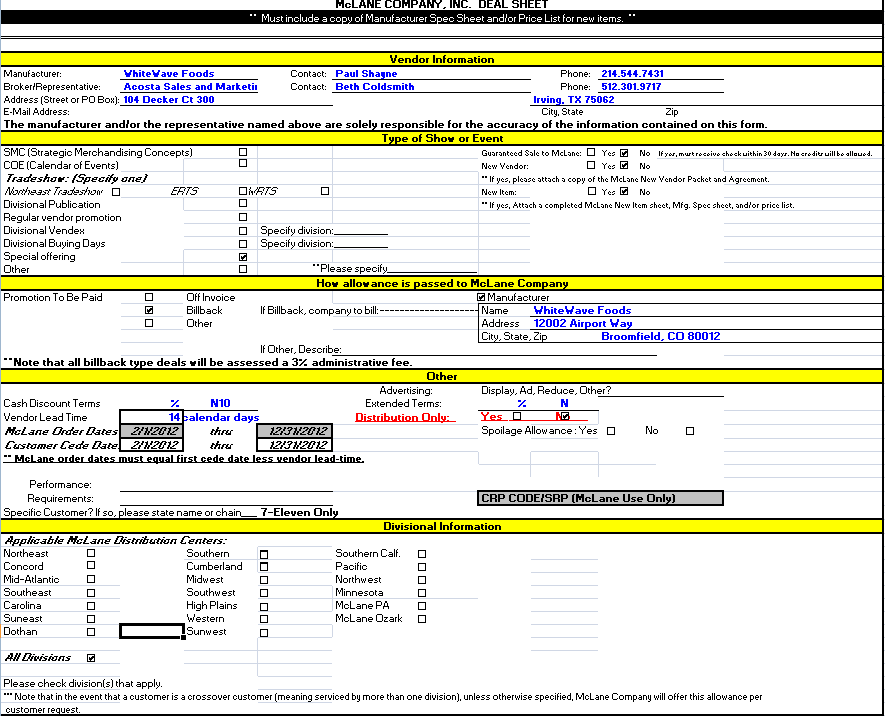 McLANE COMPANY, INC. DEAL SHEET
** Must include a copy of Manufacturer Spec Sheet and/or Price List for new items. **
Vendor Information
Manufacturer: WhiteWave Foods Contact: Paul Shayne Phone: 214.544.7431
Broker/Representative: Acosta Sales and Marketin Contact: Beth Coldsmith Phone: 512.301.9717
Address (Street or PO Box): 104 Decker Ct 300 Irving, TX 75062
E-Mail Address: City, State Zip
The manufacturer and/or the representative named above are solely responsible for the accuracy of the information contained on this form.
Type of Show or Event
SMC (Strategic Merchandising Concepts) Guaranteed Sale to McLane: Yes No If yes, must receive check within 30 days. No credits will be allowed.
COE (Calendar of Events) New Vendor: Yes No
Tradeshow: (Specify one) ** If yes, please attach a copy of the McLane New Vendor Packet and Agreement.
Northeast Tradeshow ERTS WRTS New Item: Yes No
Divisional Publication ** If yes, Attach a completed McLane New Item sheet, Mfg. Spec sheet, and/or price list.
Regular vendor promotion
Divisional Vendex Specify division:
Divisional Buying Days Specify division:
Special offering
Other **Please specify
How allowance is passed to McLane Company
Promotion To Be Paid Off Invoice Manufacturer
Billback If Billback, company to bill:---------------------- Name WhiteWave Foods
Other Address 12002 Airport Way
City, State, Zip Broomfield, CO 80012
If Other, Describe:
**Note that all billback type deals will be assessed a 3% administrative fee.
Other
Advertising: Display, Ad, Reduce, Other?
Cash Discount Terms % N10 Extended Terms: % N
Vendor Lead Time 14 calendar days Distribution Only: Yes
McLane Order Dates 2/1/2012 thru 12/31/2012 Spoilage Allowance: Yes No
Customer Cede Date 2/1/2012 thru 12/31/2012
** McLane order dates must equal first cede date less vendor lead-time.
Performance:
Requirements: CRP CODE/SRP (McLane Use Only)
Specific Customer? If so, please state name or chain___ 7-Eleven Only
Divisional Information
Applicable McLane Distribution Centers:
Northeast Southern Southern Calf.
Concord Cumberland Pacific
Mid-Atlantic Midwest Northwest
Southeast Southwest Minnesota
Carolina High Plains McLane PA
Suneast Western McLane Ozark
Dothan Sunwest
All Divisions
Please check division(s) that apply.
*** Note that in the event that a customer is a crossover customer (meaning serviced by more than one division), unless otherwise specified, McLane Company will offer this allowance per
customer request.